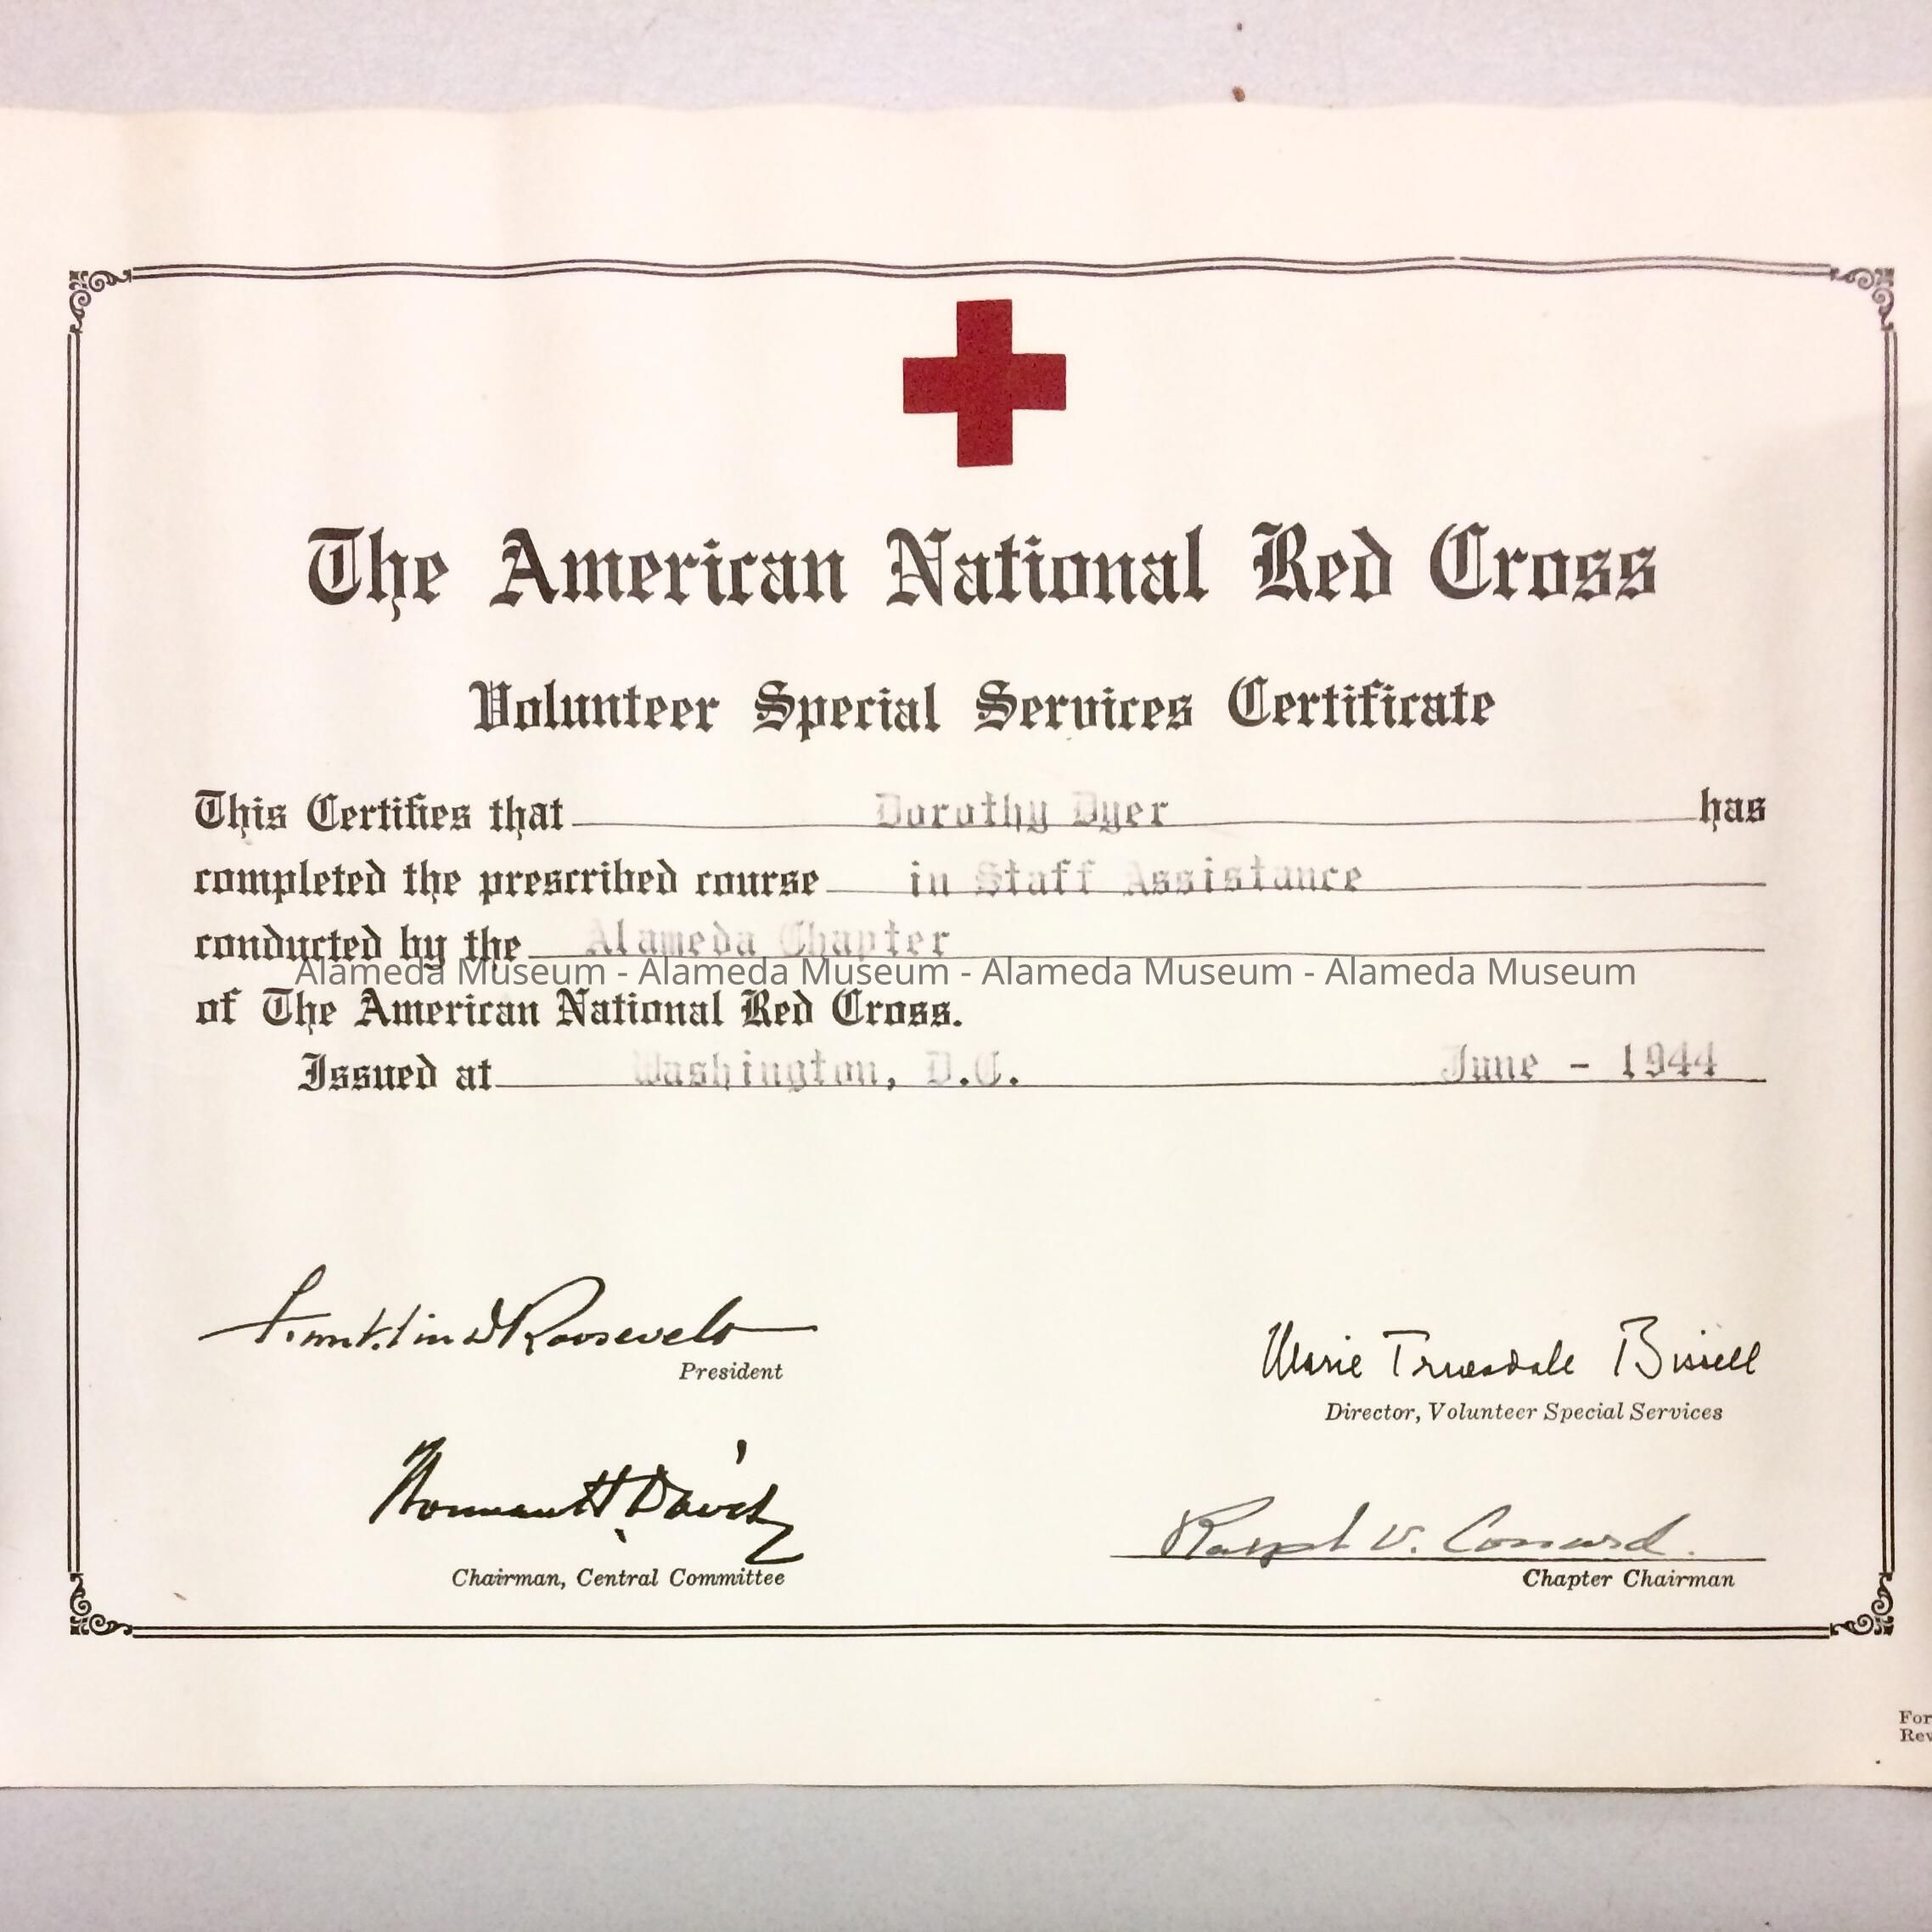 The American National Red Cross
Volunteer Special Services Certificate
This Certifies that Dorothy Dyer has
completed the prescribed course in Staff Assistance
conducted by the Alameda Chapter
Alameda Museum - Alameda Museum - Alameda Museum - Alameda Museum
of The American National Red Cross.
Issued at Washington, D.C. June - 1944
Franklin D Roosevelt
President
Marie Truesdale Bissell
Director, Volunteer Special Services
Norman H. Davis
Chairman, Central Committee
Ralph V. Conward.
Chapter Chairman
For
Rev